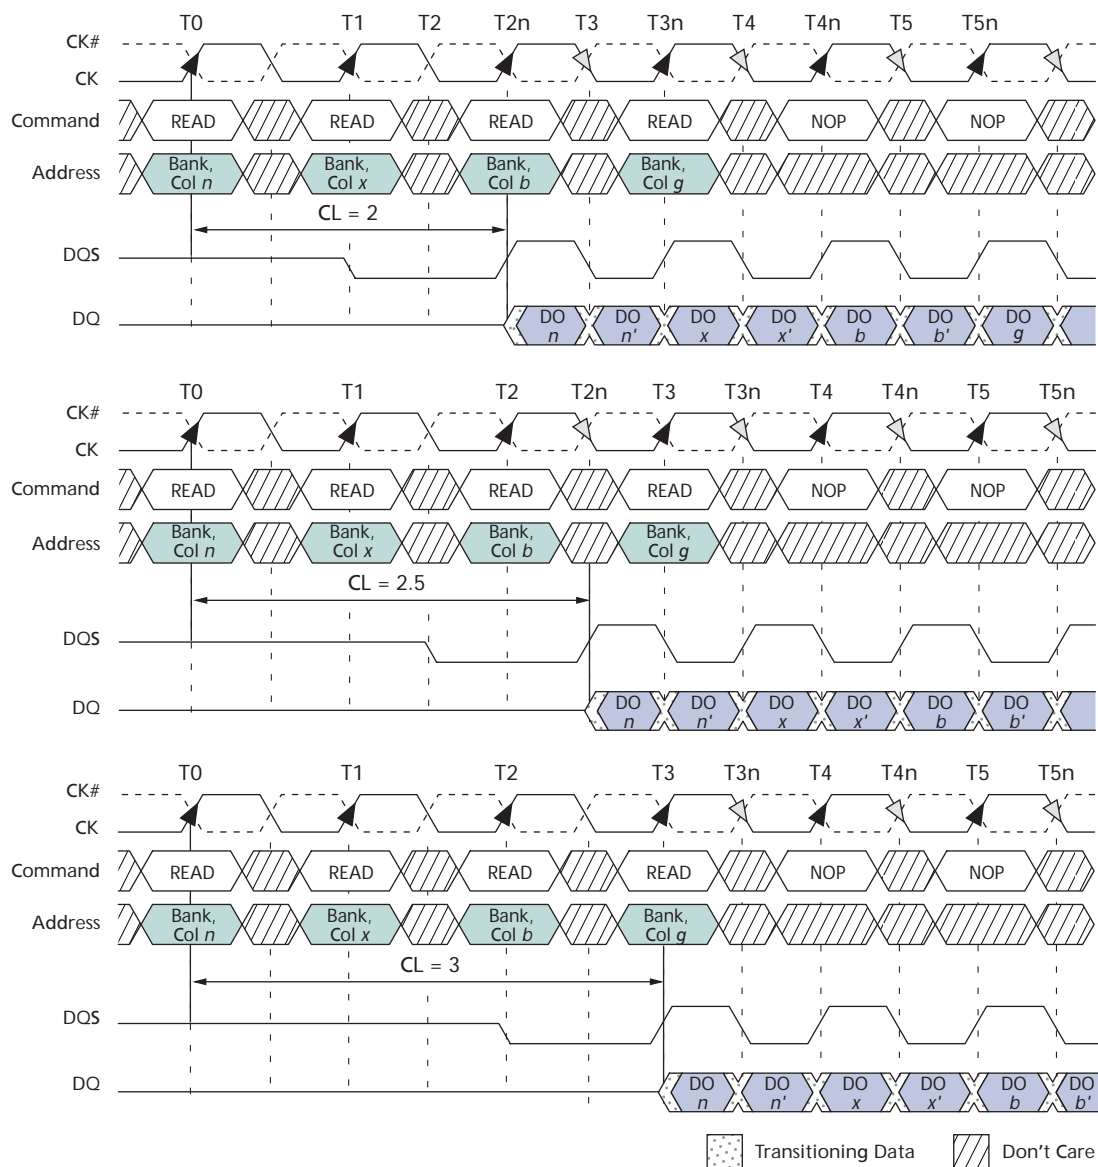 T0 T1 T2 T2n T3 T3n T4 T4n T5 T5n
CK#
CK
Command READ READ READ READ NOP NOP
Address Bank, Col n Bank, Col x Bank, Col b Bank, Col g
CL = 2
DQS
DQ DO n DO n' DO x DO x' DO b DO b' DO g
T0 T1 T2 T2n T3 T3n T4 T4n T5 T5n
CK#
CK
Command READ READ READ READ NOP NOP
Address Bank, Col n Bank, Col x Bank, Col b Bank, Col g
CL = 2.5
DQS
DQ DO n DO n' DO x DO x' DO b DO b'
T0 T1 T2 T3 T3n T4 T4n T5 T5n
CK#
CK
Command READ READ READ READ NOP NOP
Address Bank, Col n Bank, Col x Bank, Col b Bank, Col g
CL = 3
DQS
DQ DO n DO n' DO x DO x' DO b DO b'
Transitioning Data Don't Care